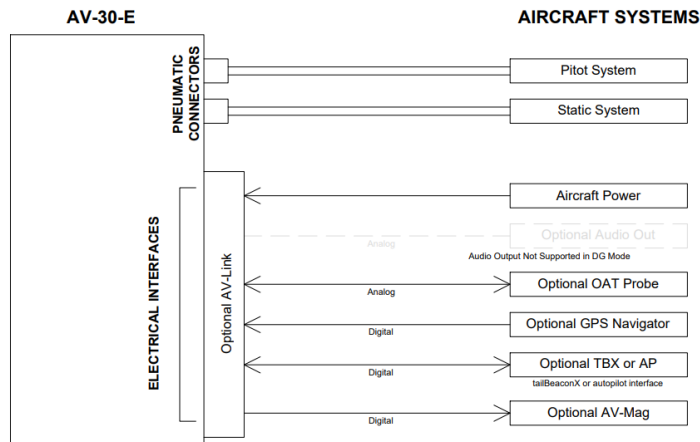 AV-30-E
AIRCRAFT SYSTEMS
PNEUMATIC
CONNECTORS
Pitot System
Static System
ELECTRICAL INTERFACES
Optional AV-Link
Aircraft Power
Optional Audio Out
Analog
Audio Output Not Supported in DG Mode
Optional OAT Probe
Analog
Optional GPS Navigator
Digital
Optional TBX or AP
Digital
tailBeaconX or autopilot interface
Optional AV-Mag
Digital